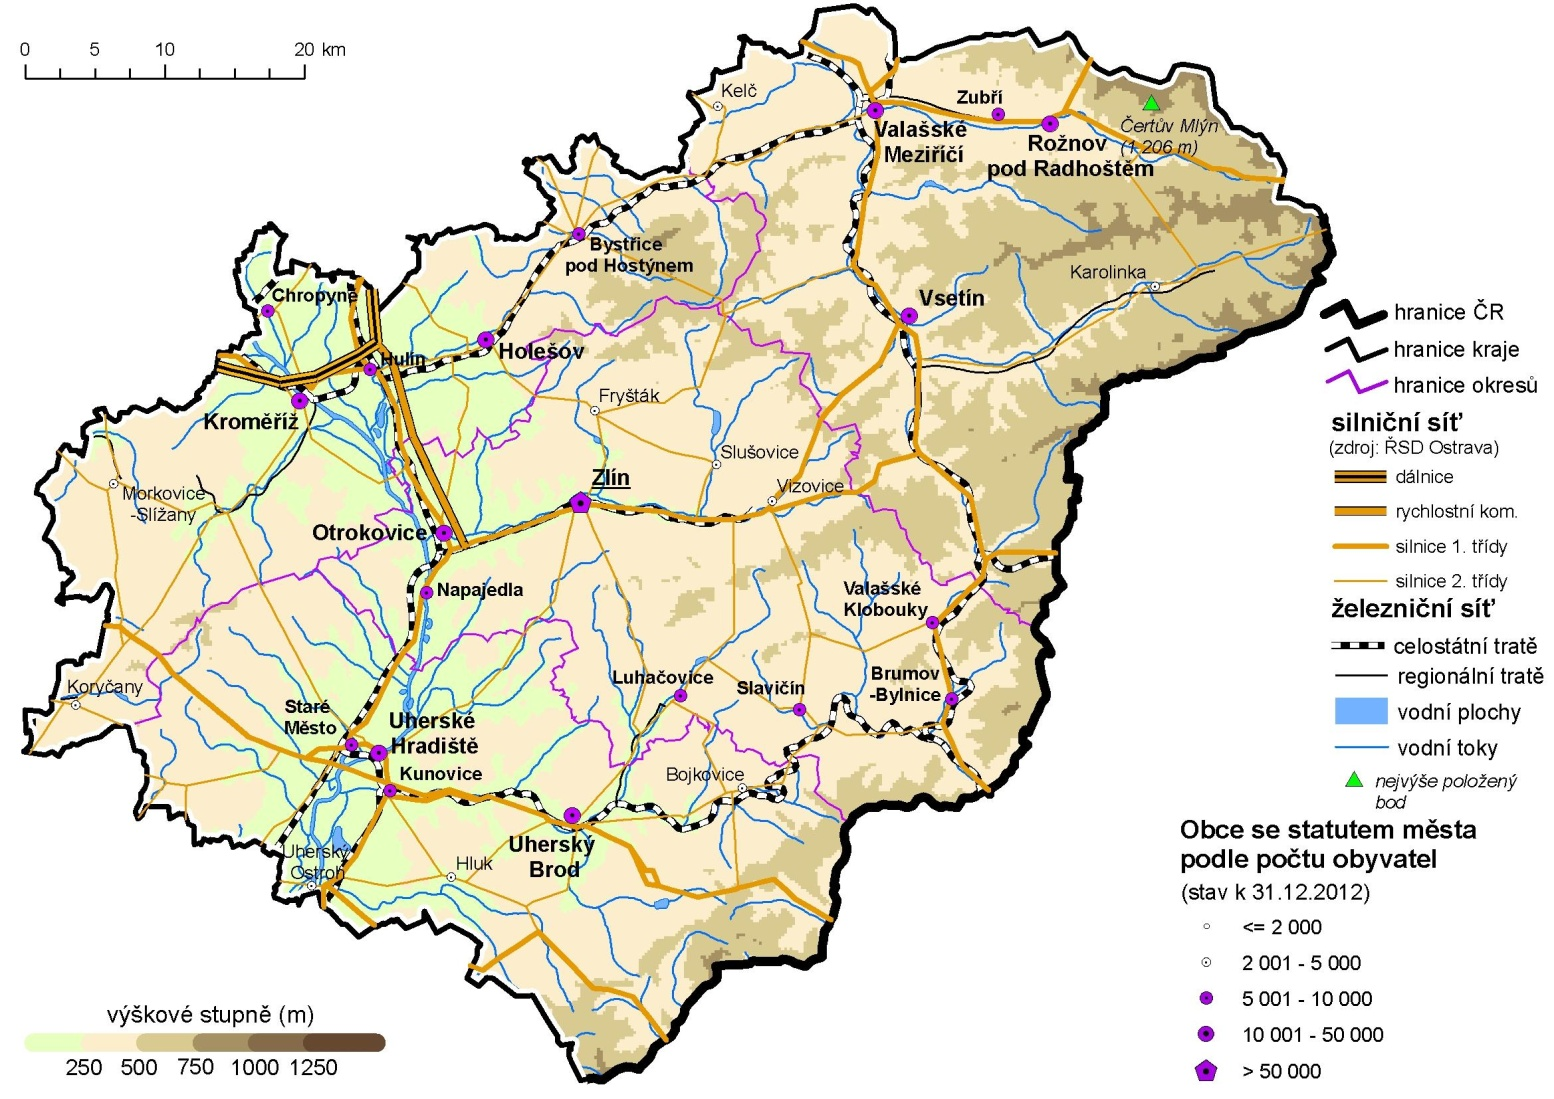 0 5 10 20 km
Kelč
Zubří
Valašské
Meziříčí
Rožnov
pod Radhoštěm
Čertův Mlýn
(1 206 m)
Bystřice
pod Hostýnem
Karolinka
Chropyně
Vsetín
Hulín
Holešov
Kroměříž
Fryšták
Slušovice
Zlín
Vizovice
Morkovice
-Slížany
Otrokovice
Napajedla
Valašské
Klobouky
Koryčany
Luhačovice
Slavičín
Brumov
-Bylnice
Staré
Město
Uherské
Hradiště
Kunovice
Bojkovice
Uherský
Brod
Uherský
Ostroh
Hluk
hranice ČR
hranice kraje
hranice okresů
silniční síť
(zdroj: ŘSD Ostrava)
dálnice
rychlostní kom.
silnice 1. třídy
silnice 2. třídy
železniční síť
celostátní tratě
regionální tratě
vodní plochy
vodní toky
nejvýše položený
bod
Obce se statutem města
podle počtu obyvatel
(stav k 31.12.2012)
<= 2 000
2 001 - 5 000
5 001 - 10 000
10 001 - 50 000
> 50 000
výškové stupně (m)
250 500 750 1000 1250